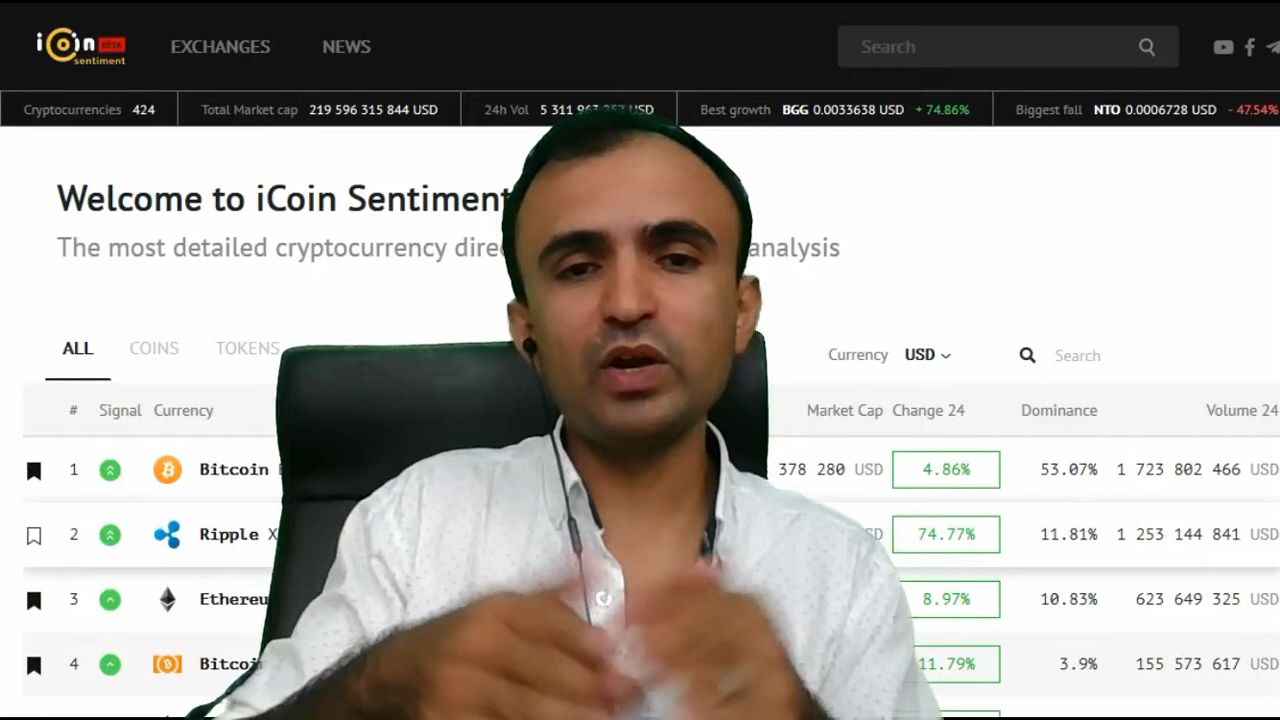 iCoin BETA
sentiment
EXCHANGES NEWS Search
Cryptocurrencies 424 Total Market cap 219 596 315 844 USD 24h Vol 5 311 963 USD Best growth BGG 0.0033638 USD + 74.86% Biggest fall NTO 0.0006728 USD - 47.54%
Welcome to iCoin Sentiment
The most detailed cryptocurrency analysis
ALL COINS TOKENS Currency USD Search
# Signal Currency Market Cap Change 24 Dominance Volume 24
1 Bitcoin 378 280 USD 4.86% 53.07% 1 723 802 466 USD
2 Ripple X 74.77% 11.81% 1 253 144 841 USD
3 8.97% 10.83% 623 649 325 USD
4 11.79% 3.9% 155 573 617 USD